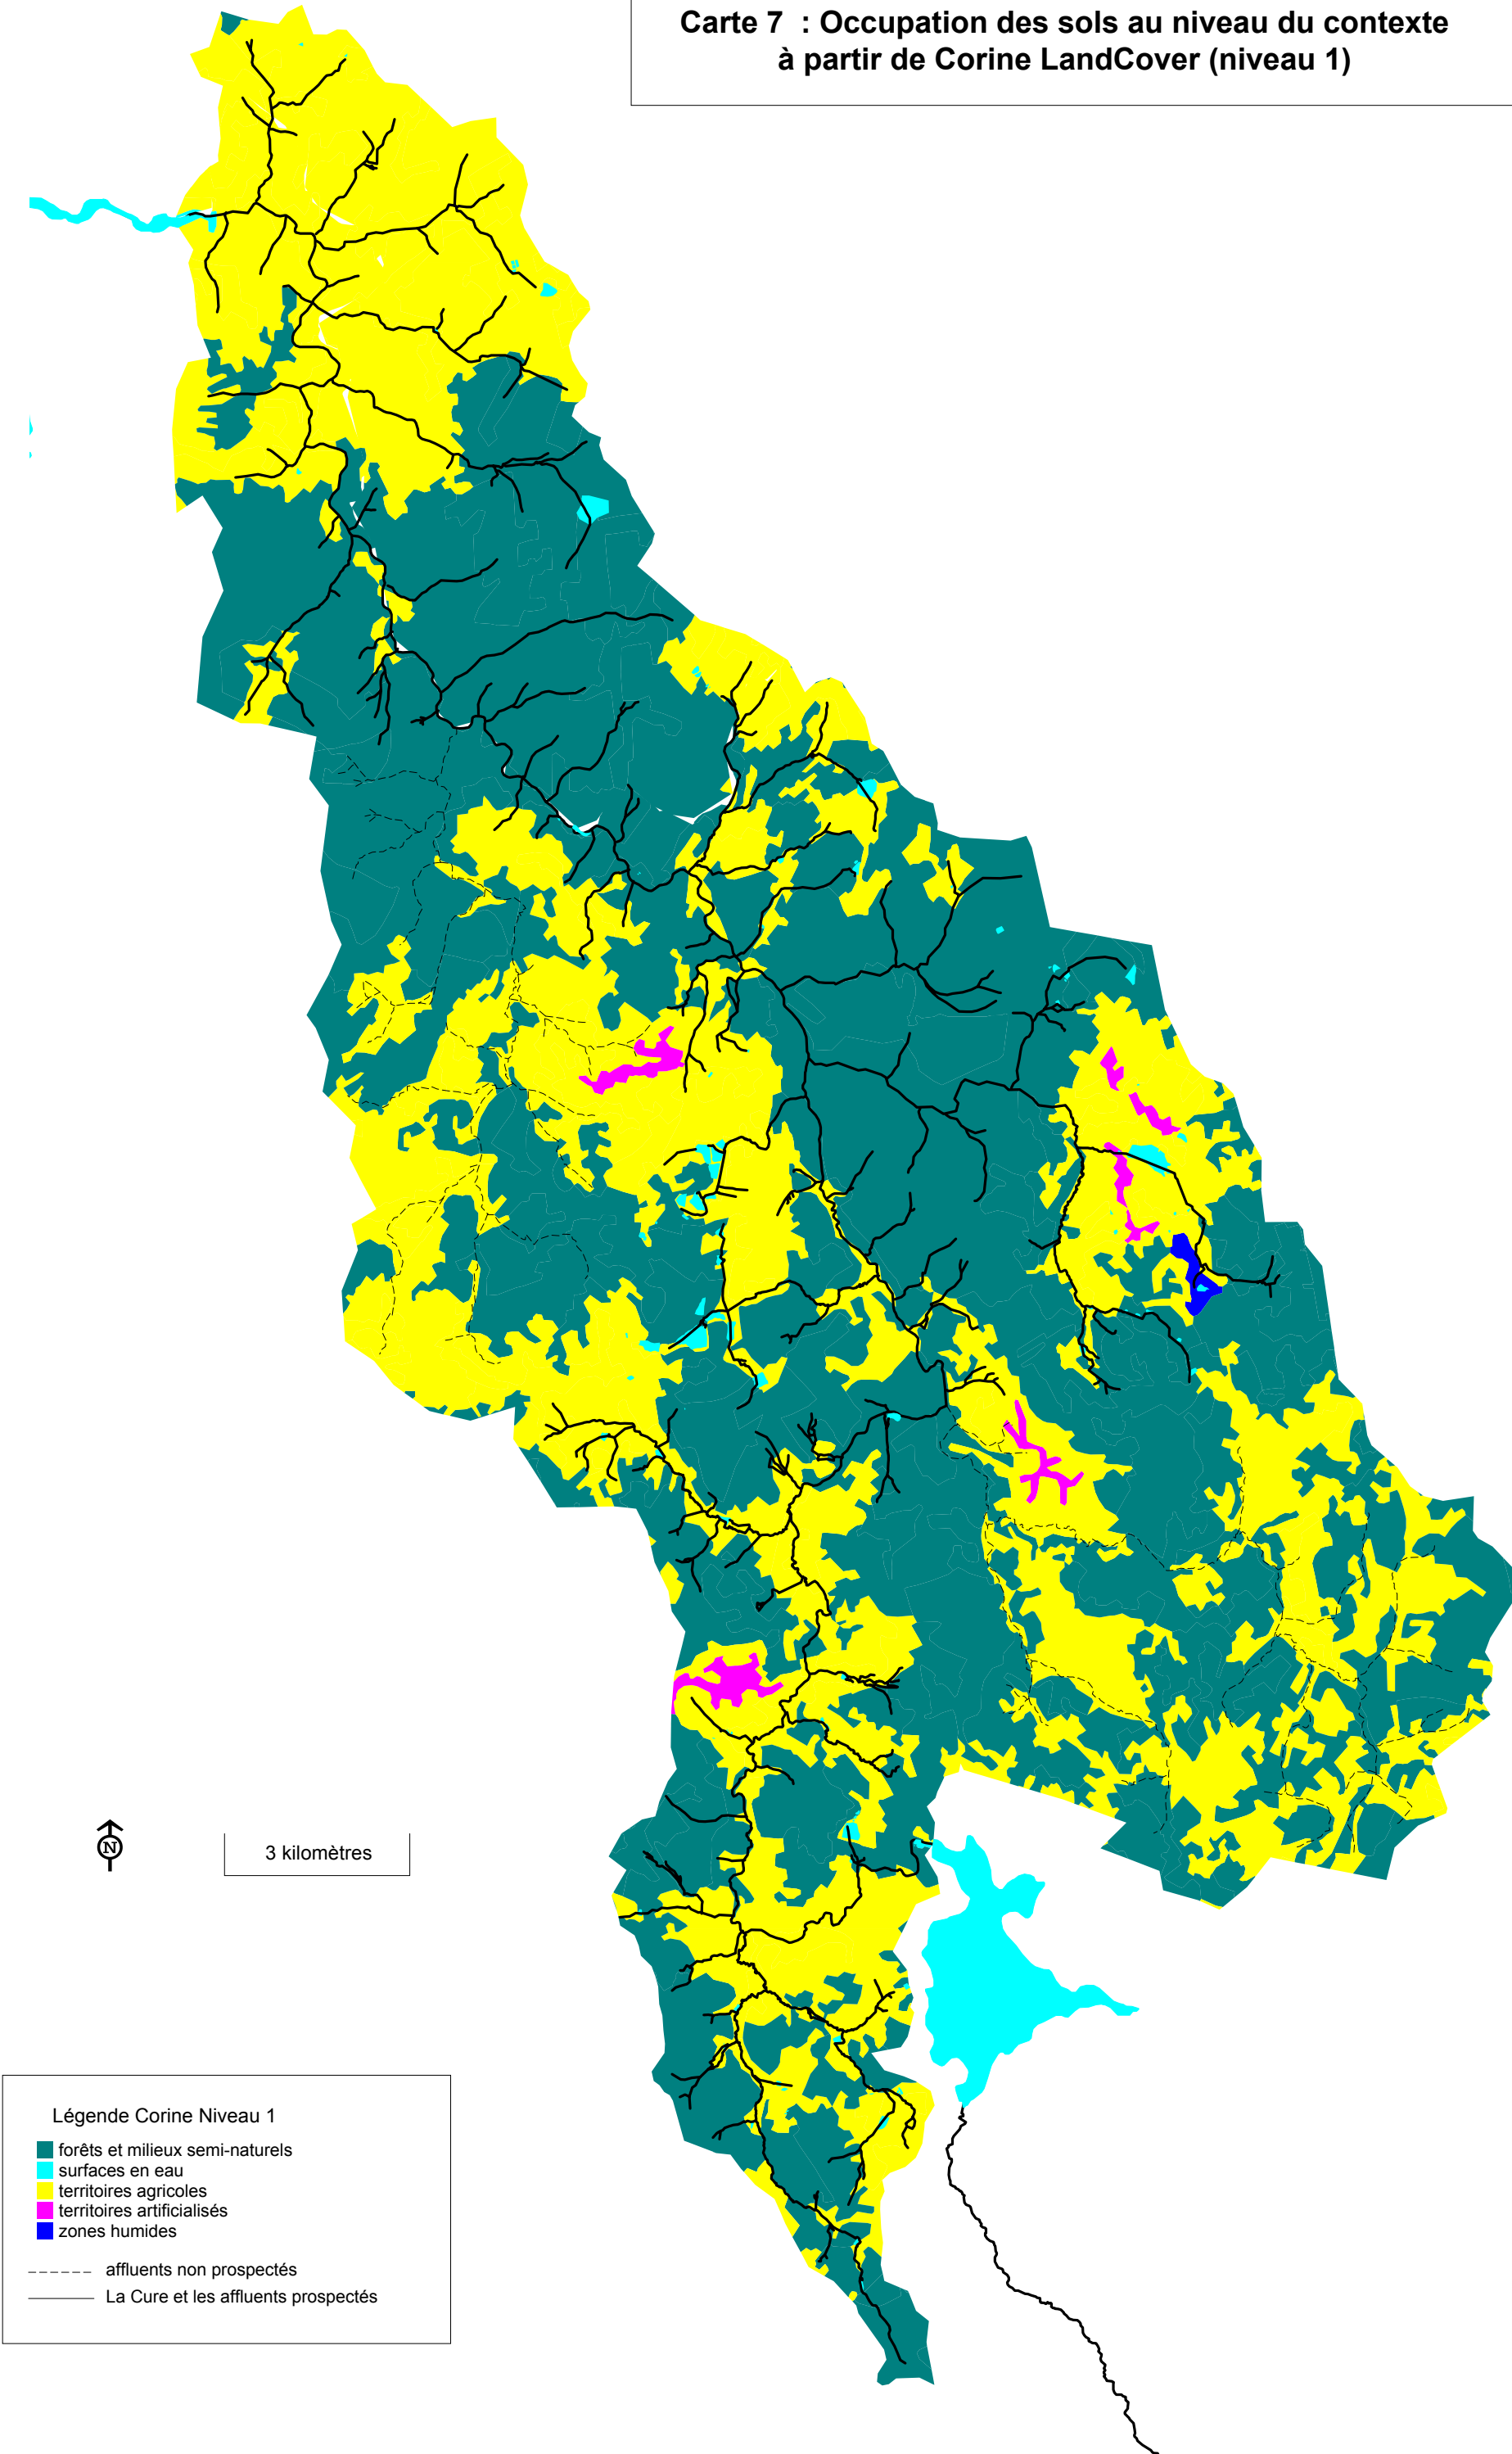 Carte 7  : Occupation des sols au niveau du contexte
à partir de Corine LandCover (niveau 1)
N
3 kilomètres
Légende Corine Niveau 1
forêts et milieux semi-naturels
surfaces en eau
territoires agricoles
territoires artificialisés
zones humides
affluents non prospectés
La Cure et les affluents prospectés